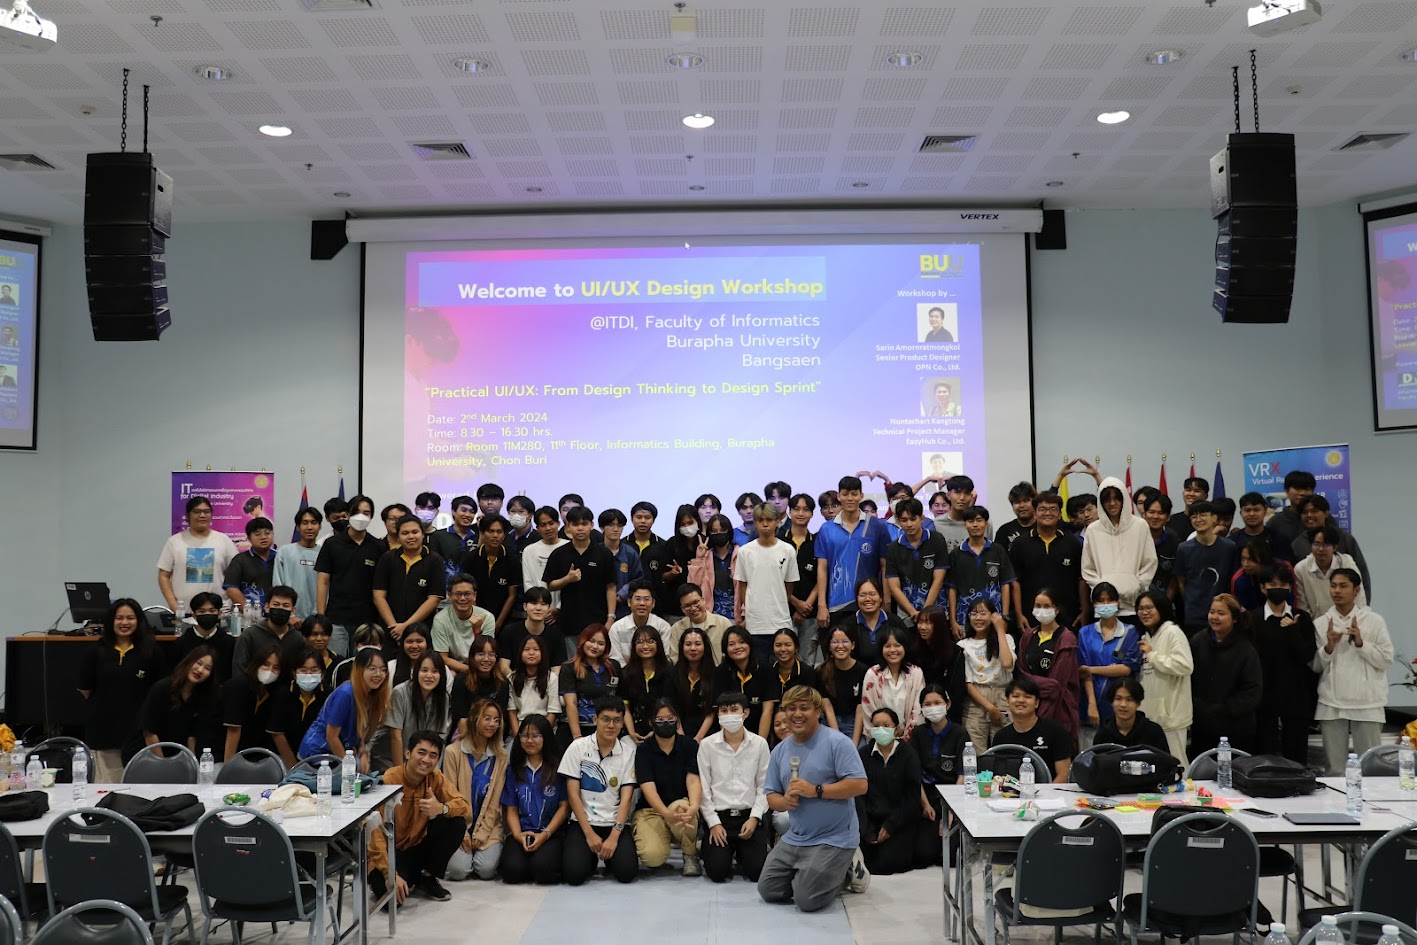 VERTEX
BUU
Welcome to UI/UX Design Workshop
@ITDI, Faculty of Informatics
Burapha University
Bangsaen
"Practical UI/UX: From Design Thinking to Design Sprint"
Date: 2nd March 2024
Time: 8.30 – 16.30 hrs.
Room: Room 11M280, 11th Floor, Informatics Building, Burapha
University, Chon Buri
Workshop by ...
Sarin Amornratmongkol
Senior Product Designer
OPN Co., Ltd.
Nontachart Kangtong
Technical Project Manager
EasyHub Co., Ltd.
IT
for Digital Industry
VRX
Virtual